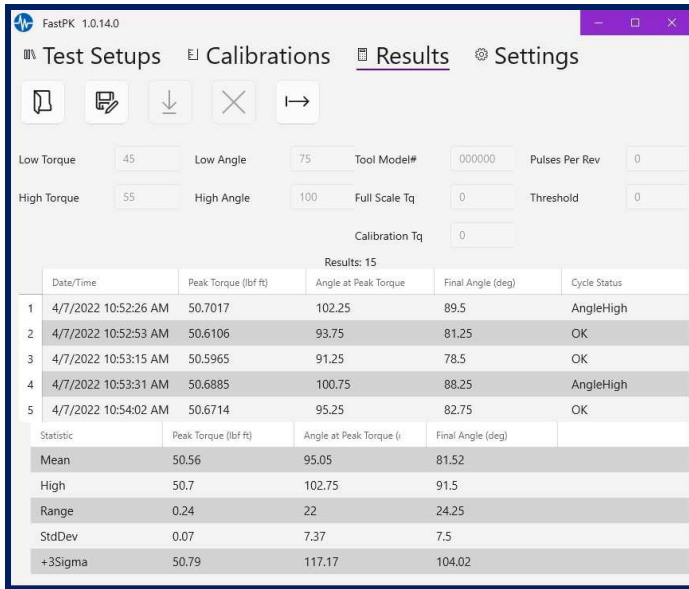 FastPK 1.0.14.0
Test Setups Calibrations Results Settings
Low Torque 45 Low Angle 75 Tool Model# 000000 Pulses Per Rev 0
High Torque 55 High Angle 100 Full Scale Tq 0 Threshold 0
Calibration Tq 0
Results: 15
Date/Time Peak Torque (lbf ft) Angle at Peak Torque Final Angle (deg) Cycle Status
1 4/7/2022 10:52:26 AM 50.7017 102.25 89.5 AngleHigh
2 4/7/2022 10:52:53 AM 50.6106 93.75 81.25 OK
3 4/7/2022 10:53:15 AM 50.5965 91.25 78.5 OK
4 4/7/2022 10:53:31 AM 50.6885 100.75 88.25 AngleHigh
5 4/7/2022 10:54:02 AM 50.6714 95.25 82.75 OK
Statistic Peak Torque (lbf ft) Angle at Peak Torque ( Final Angle (deg)
Mean 50.56 95.05 81.52
High 50.7 102.75 91.5
Range 0.24 22 24.25
StdDev 0.07 7.37 7.5
+3Sigma 50.79 117.17 104.02